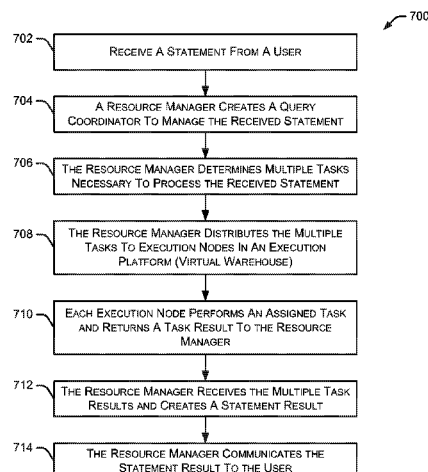 700
702
RECEIVE A STATEMENT FROM A USER
704
A RESOURCE MANAGER CREATES A QUERY
COORDINATOR TO MANAGE THE RECEIVED STATEMENT
706
THE RESOURCE MANAGER DETERMINES MULTIPLE TASKS
NECESSARY TO PROCESS THE RECEIVED STATEMENT
708
THE RESOURCE MANAGER DISTRIBUTES THE MULTIPLE
TASKS TO EXECUTION NODES IN AN EXECUTION
PLATFORM (VIRTUAL WAREHOUSE)
710
EACH EXECUTION NODE PERFORMS AN ASSIGNED TASK
AND RETURNS A TASK RESULT TO THE RESOURCE
MANAGER
712
THE RESOURCE MANAGER RECEIVES THE MULTIPLE TASK
RESULTS AND CREATES A STATEMENT RESULT
714
THE RESOURCE MANAGER COMMUNICATES THE
STATEMENT RESULT TO THE USER